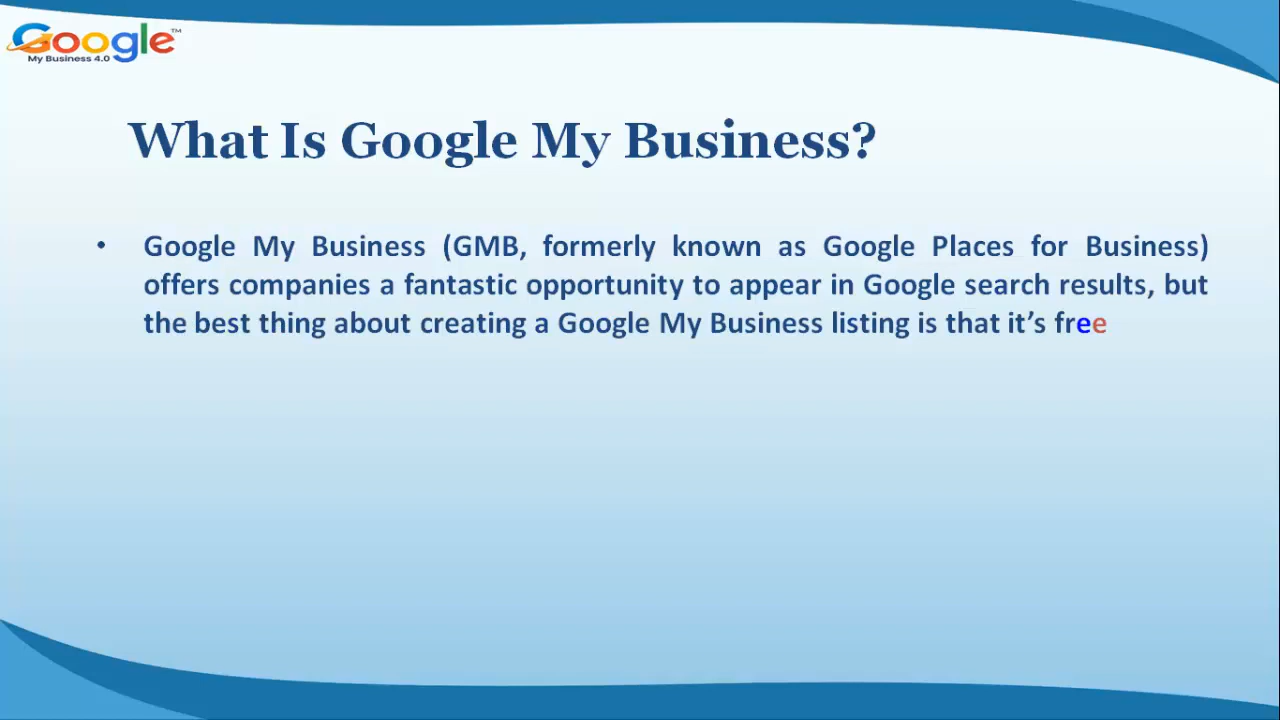 Google™
My Business 4.0
What Is Google My Business?
• Google My Business (GMB, formerly known as Google Places for Business)
offers companies a fantastic opportunity to appear in Google search results, but
the best thing about creating a Google My Business listing is that it’s free